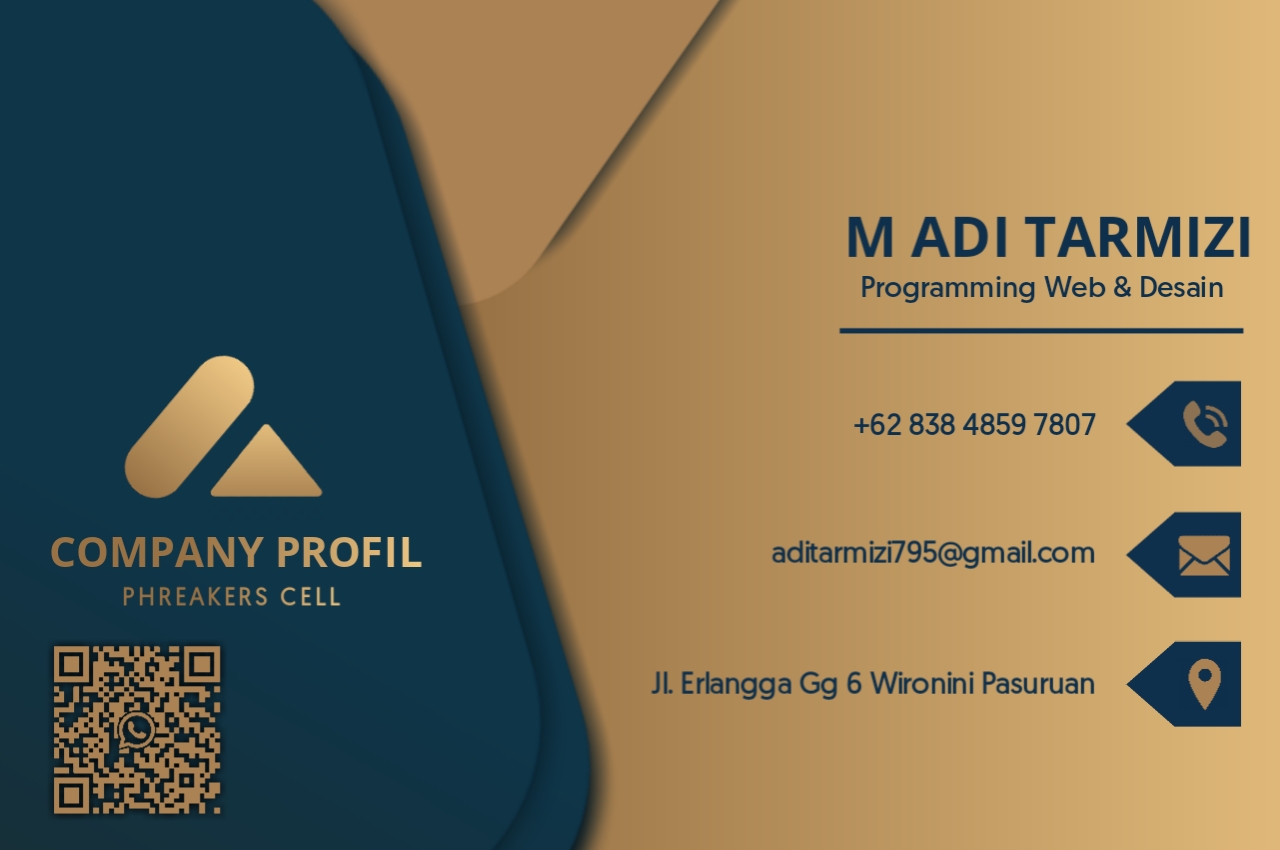 M ADI TARMIZI
Programming Web & Desain
+62 838 4859 7807
aditarmizi795@gmail.com
Jl. Erlangga Gg 6 Wironini Pasuruan
COMPANY PROFIL
PHREAKERS CELL